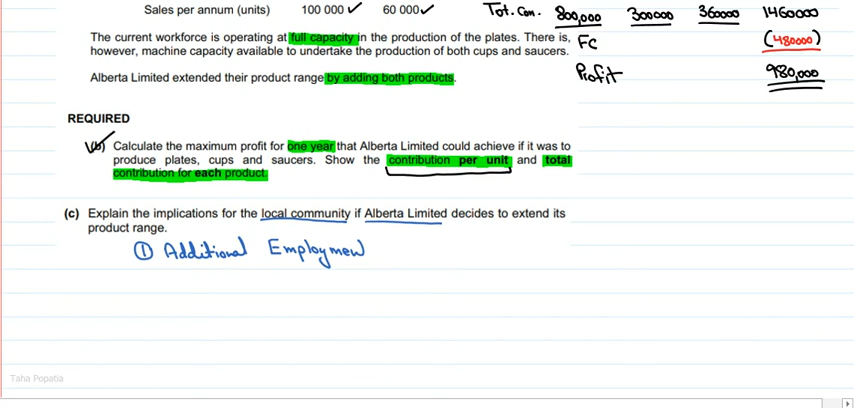 Sales per annum (units) 100 000 ✓ 60 000 ✓ Tot. Con. 800,000 300000 360000 1460000
The current workforce is operating at full capacity in the production of the plates. There is, FC (480000)
however, machine capacity available to undertake the production of both cups and saucers.
Alberta Limited extended their product range by adding both products. Profit 980,000
REQUIRED
(b) Calculate the maximum profit for one year that Alberta Limited could achieve if it was to
produce plates, cups and saucers. Show the contribution per unit and total
contribution for each product.
(c) Explain the implications for the local community if Alberta Limited decides to extend its
product range.
① Additional Employmen
Taha Popatia